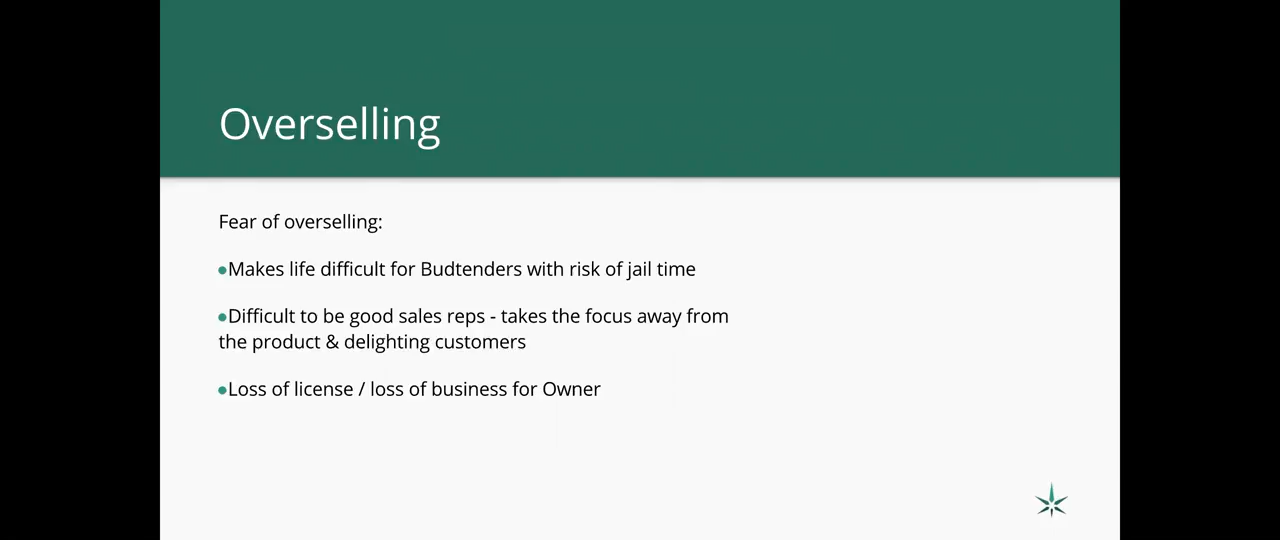 Overselling
Fear of overselling:
●Makes life difficult for Budtenders with risk of jail time
●Difficult to be good sales reps - takes the focus away from
the product & delighting customers
●Loss of license / loss of business for Owner